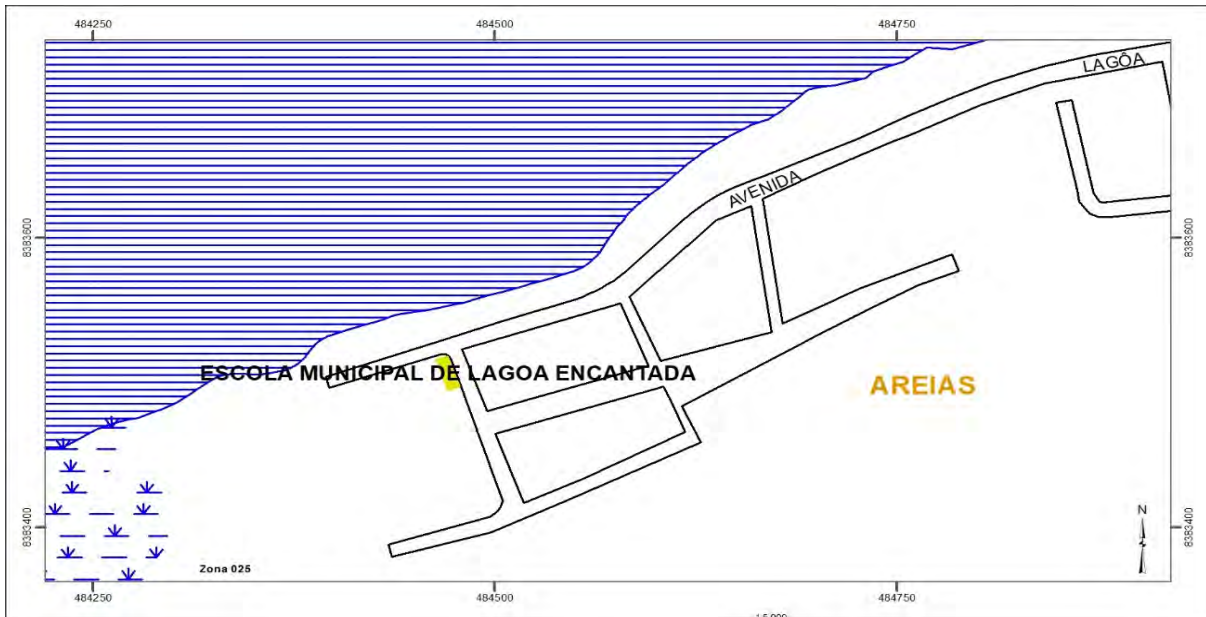 484250 484500 484750
LAGÔA
AVENIDA
8383600 8383600
ESCOLA MUNICIPAL DE LAGOA ENCANTADA
AREIAS
N
8383400 8383400
Zona 025
484250 484500 484750